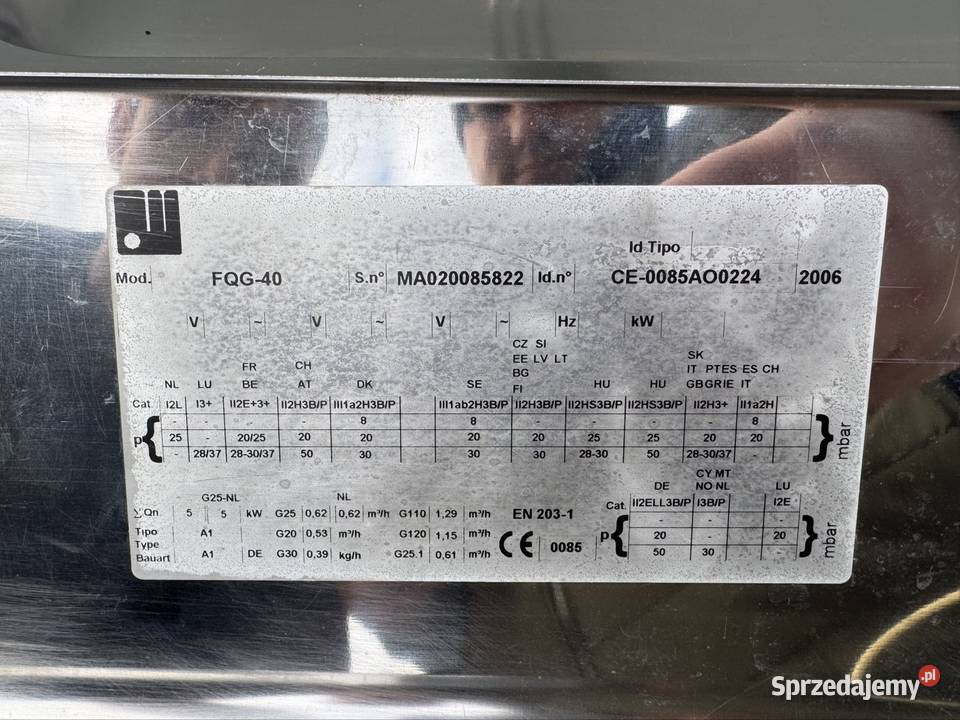 Id Tipo
Mod. FQG-40 S.nº MA020085822 Id.nº CE-0085AO0224 2006
V ~ V ~ V ~ Hz kW
CZ SI
EE LV LT
SK
FR CH BG IT PT ES ES CH
NL LU BE AT DK SE FI HU HU GB GR IE IT
Cat. I2L I3+ II2E+3+ II2H3B/P III1a2H3B/P III1ab2H3B/P II2H3B/P II2HS3B/P II2HS3B/P II2H3+ II1a2H
- - - - 8 8 - - - - 8
p 25 - 20/25 20 20 20 20 25 25 20 20 mbar
- 28/37 28-30/37 50 30 30 30 28-30 50 28-30/37 -
G25-NL NL
ΣQn 5 5 kW G25 0,62 0,62 m³/h G110 1,29 m³/h EN 203-1
Tipo A1 G20 0,53 m³/h G120 1,15 m³/h
Type
Bauart A1 DE G30 0,39 kg/h G25.1 0,61 m³/h CE 0085
CY MT
DE NO NL LU
Cat. II2ELL3B/P I3B/P I2E
- - -
p 20 - 20 mbar
50 30 -
Sprzedajemy.pl